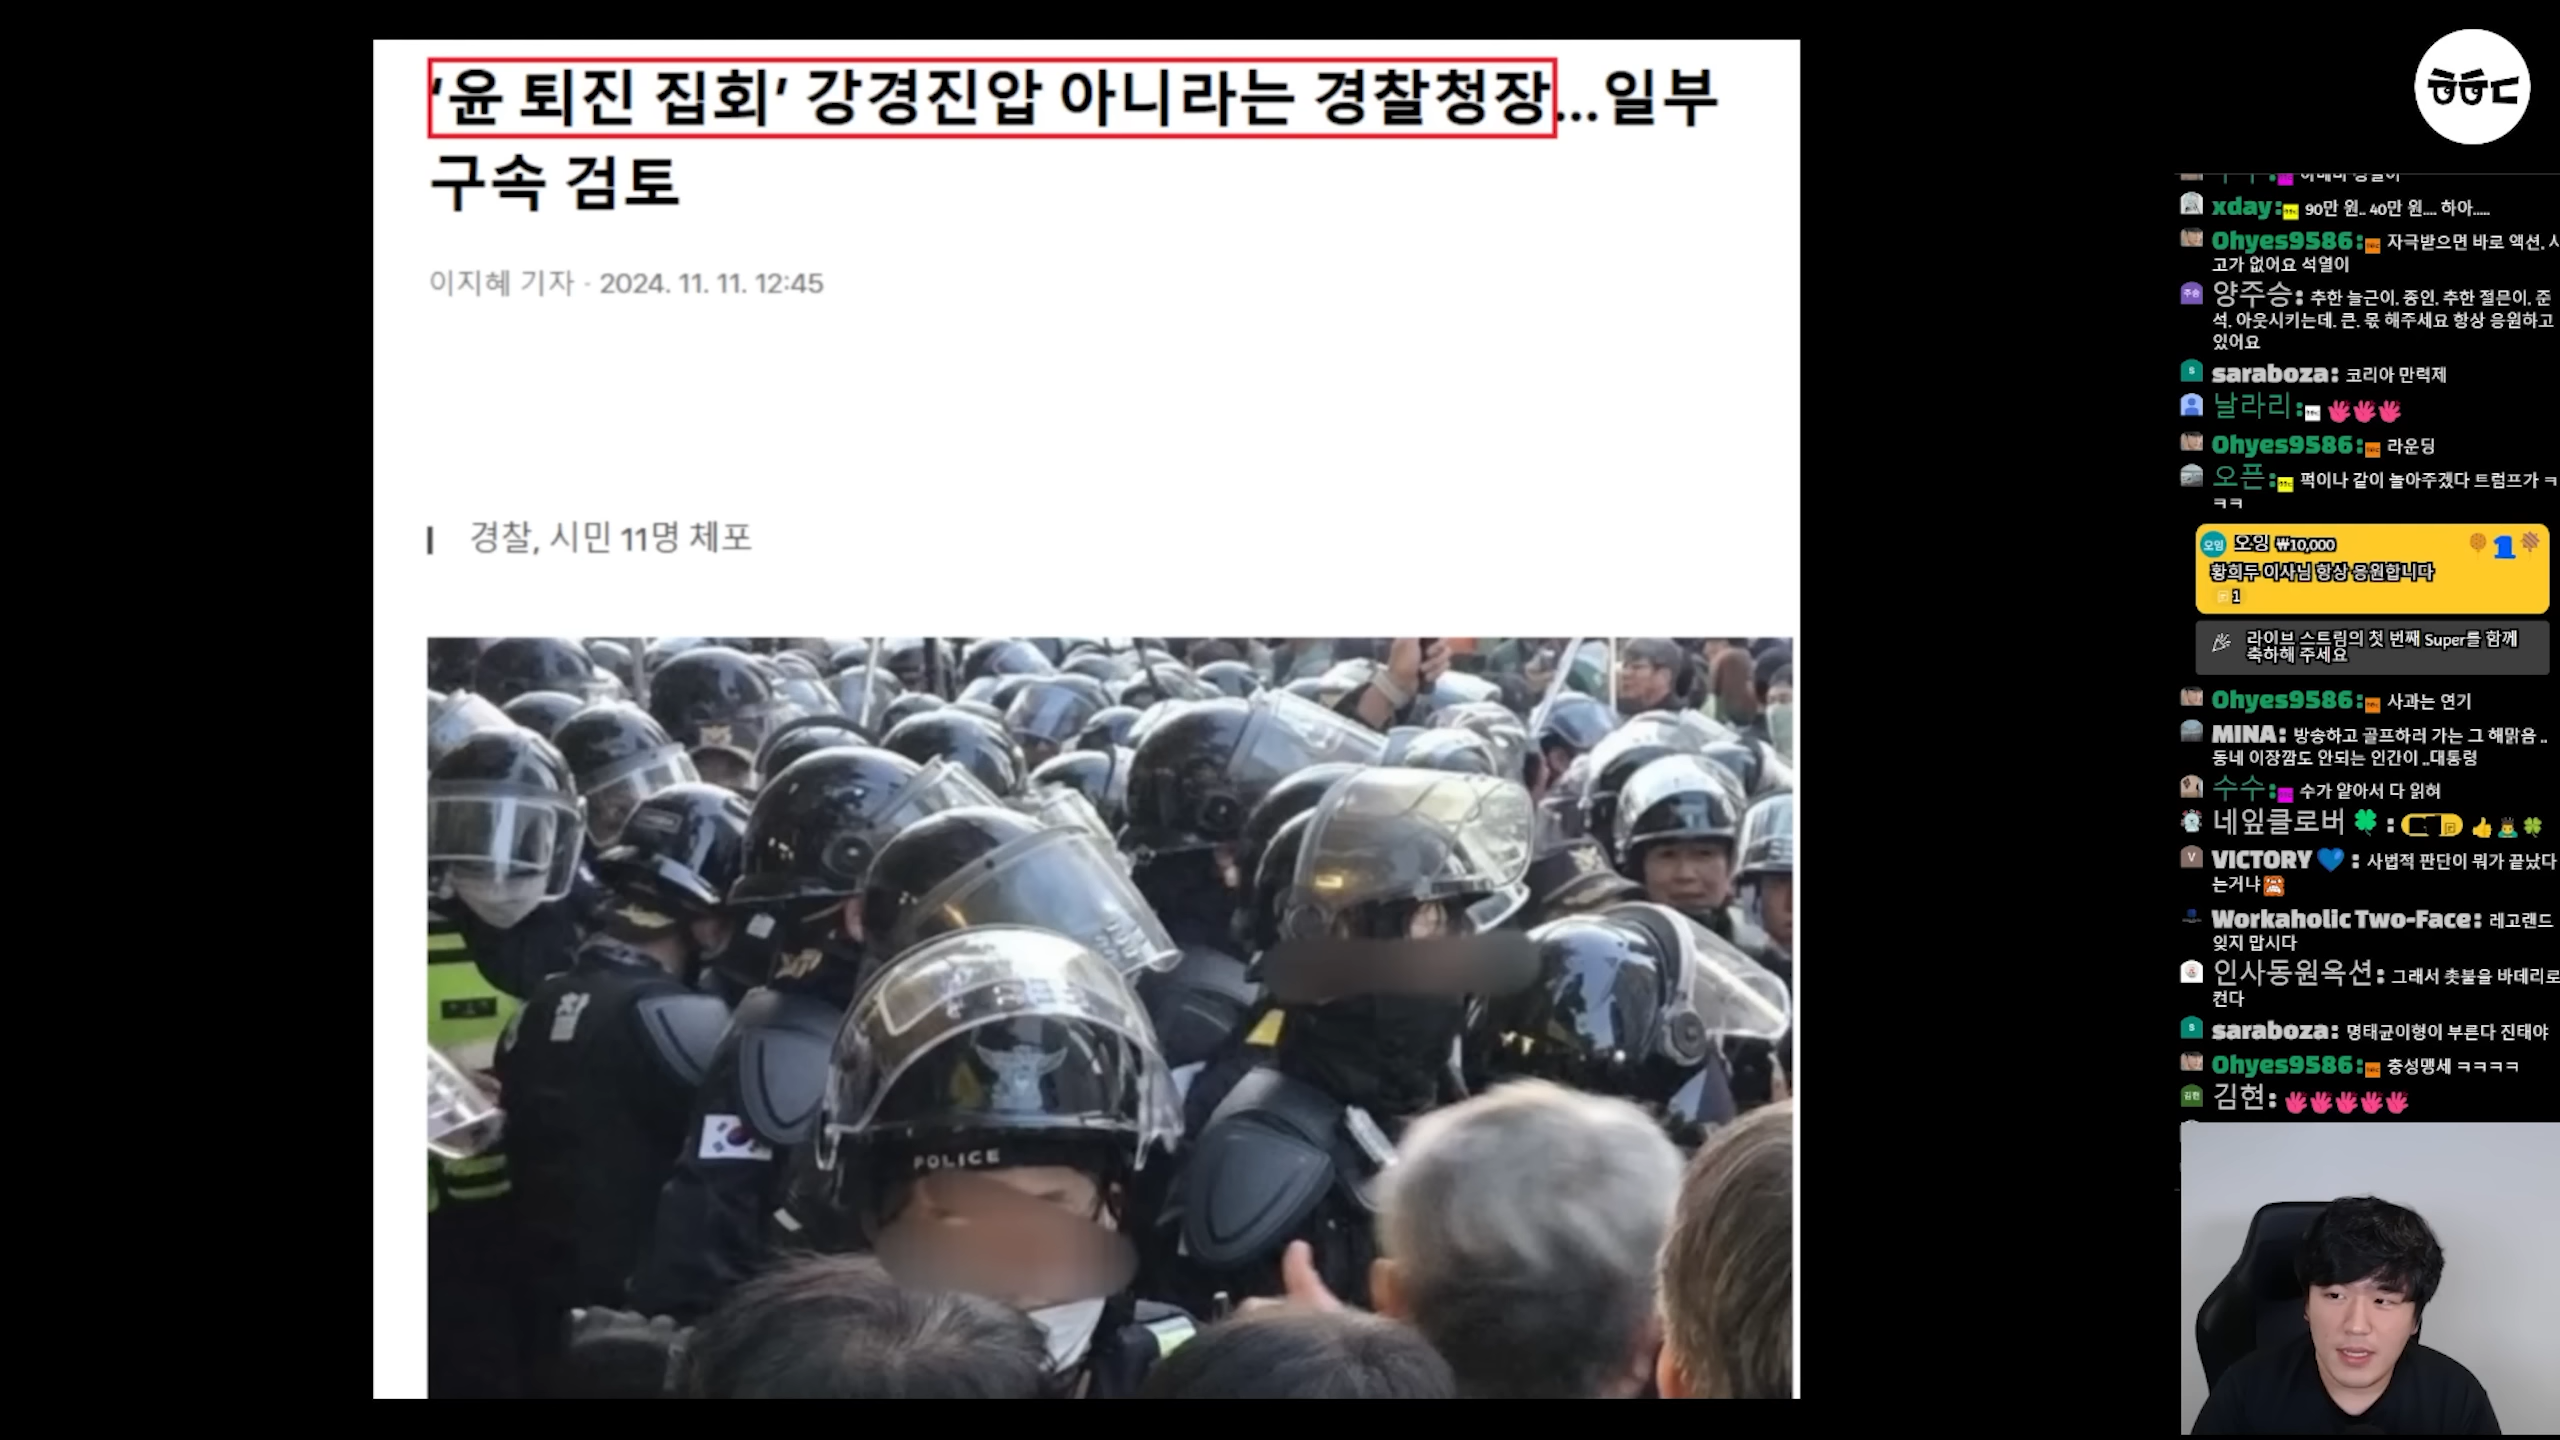 ‘윤 퇴진 집회’ 강경진압 아니라는 경찰청장...일부
구속 검토
이지혜 기자 · 2024. 11. 11. 12:45
경찰, 시민 11명 체포
POLICE
xday: 90만 원.. 40만 원.... 하아.....
Ohyes9586: 자극받으면 바로 액션. 사
고가 없어요 석열이
양주승: 추한 늘근이. 종인. 추한 절믄이. 준
석. 아웃시키는데. 큰. 몫 해주세요 항상 응원하고
있어요
saraboza: 코리아 만력제
날라리: 👋👋👋
Ohyes9586: 라운딩
오픈: 퍽이나 같이 놀아주겠다 트럼프가 ㅋ
ㅋㅋ
오잉 오잉 ₩10,000
황희두 이사님 항상 응원합니다
1
라이브 스트림의 첫 번째 Super를 함께
축하해 주세요
Ohyes9586: 사과는 연기
MINA: 방송하고 골프하러 가는 그 해맑음 ..
동네 이장깜도 안되는 인간이 ..대통령
수수: 수가 얕아서 다 읽혀
네잎클로버 🍀 : 👍 🍀
VICTORY 💙 : 사법적 판단이 뭐가 끝났다
는거냐
Workaholic Two-Face: 레고랜드
잊지 맙시다
인사동원옥션: 그래서 촛불을 바데리로
켠다
saraboza: 명태균이형이 부른다 진태야
Ohyes9586: 충성맹세 ㅋㅋㅋㅋ
김현: 👋👋👋👋👋